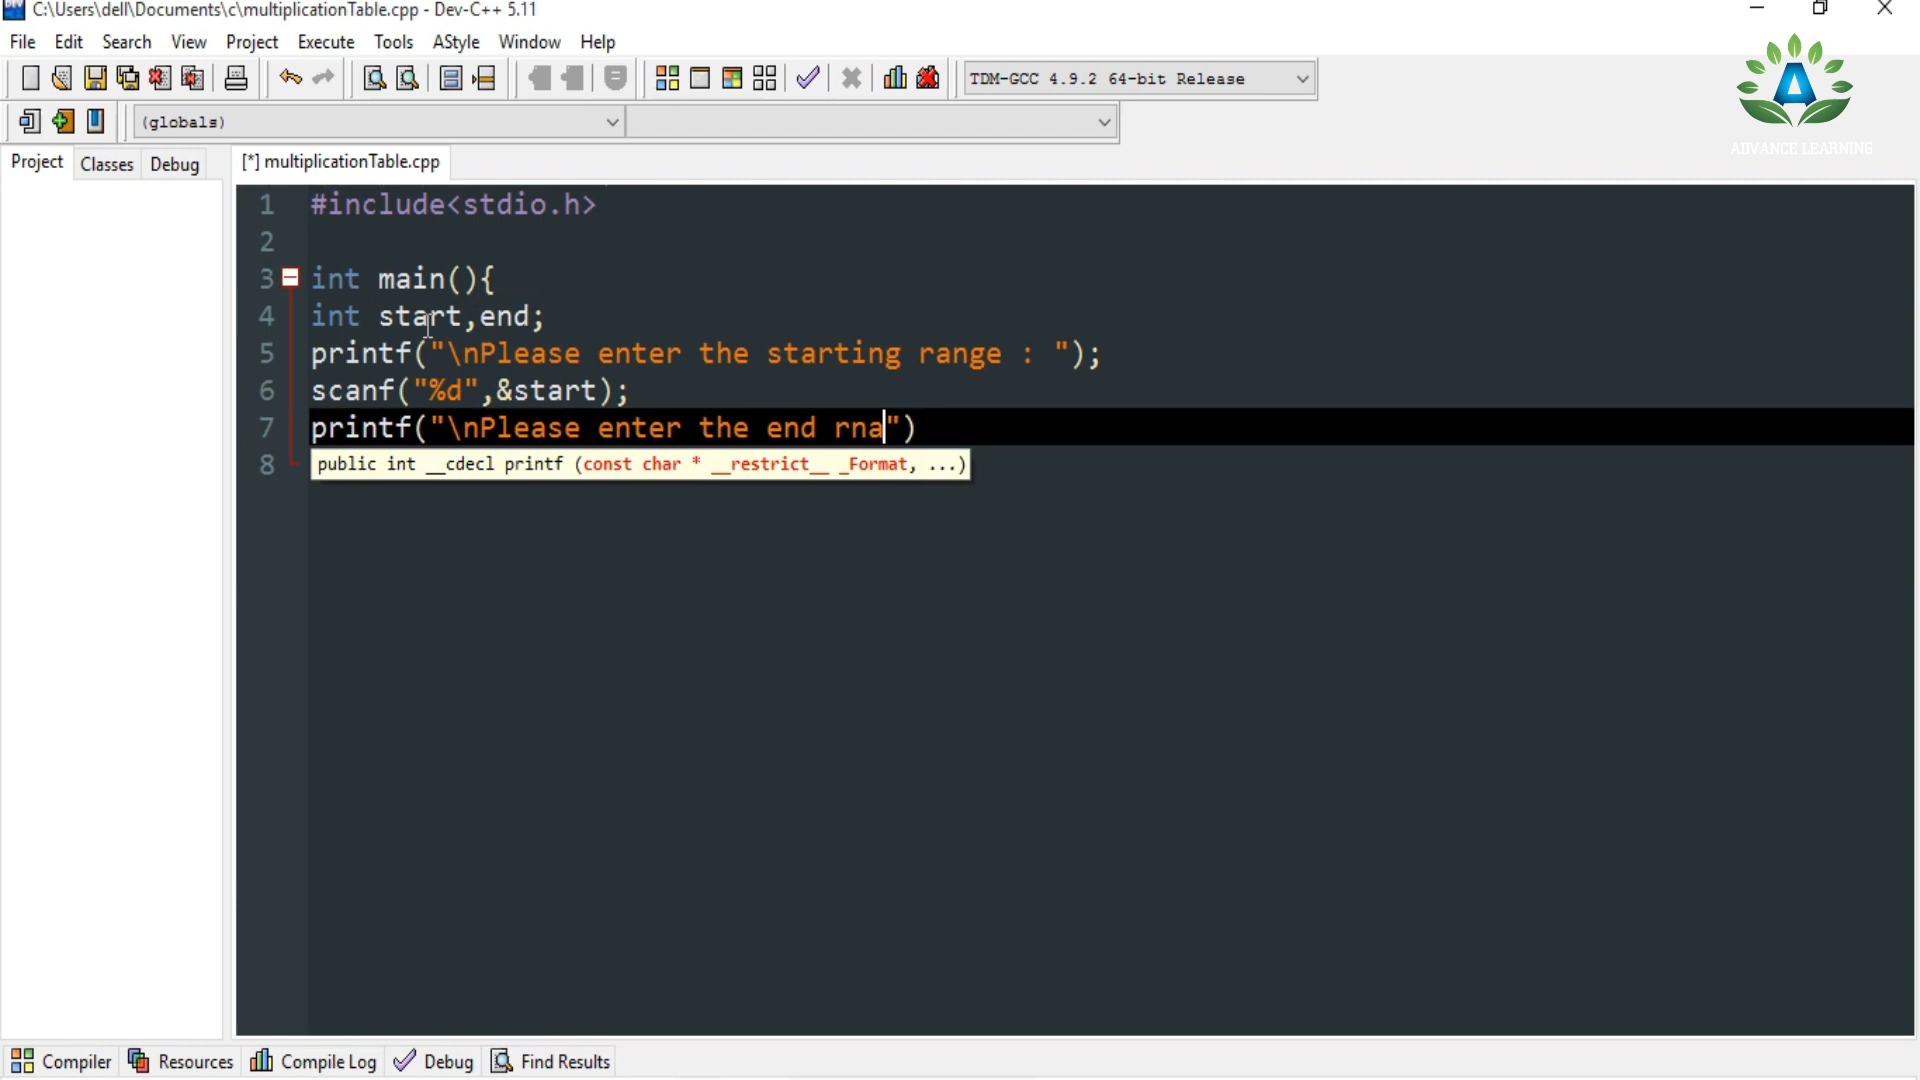 C:\Users\dell\Documents\c\multiplicationTable.cpp - Dev-C++ 5.11
File Edit Search View Project Execute Tools AStyle Window Help
TDM-GCC 4.9.2 64-bit Release
(globals)
ADVANCE LEARNING
Project Classes Debug [*] multiplicationTable.cpp
1 #include<stdio.h>
2
3 int main(){
4 int start,end;
5 printf("\nPlease enter the starting range : ");
6 scanf("%d",&start);
7 printf("\nPlease enter the end rna")
8 public int __cdecl printf (const char * __restrict__ _Format, ...)
Compiler Resources Compile Log Debug Find Results